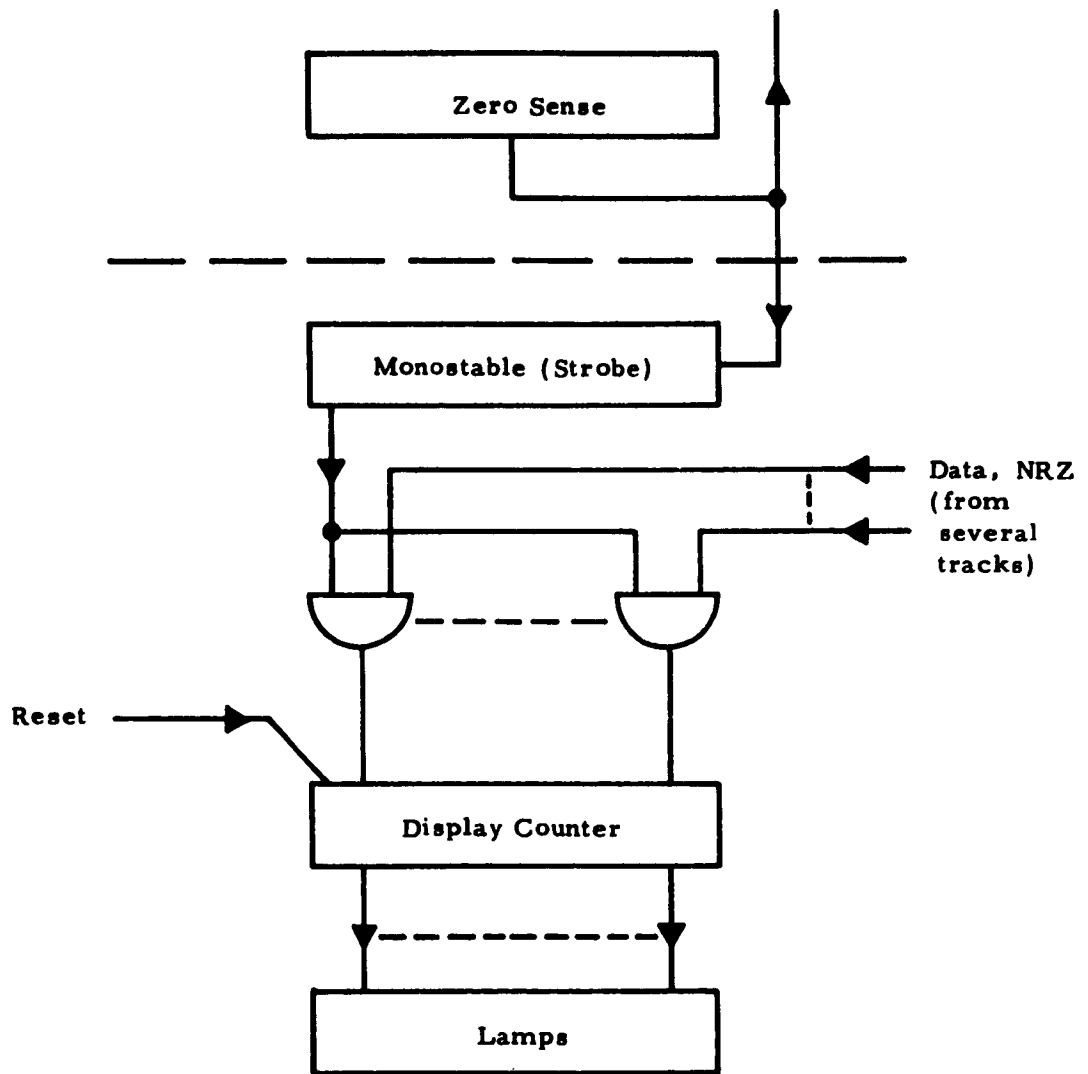 Zero Sense
Monostable (Strobe)
Data, NRZ
(from
several
tracks)
Reset
Display Counter
Lamps